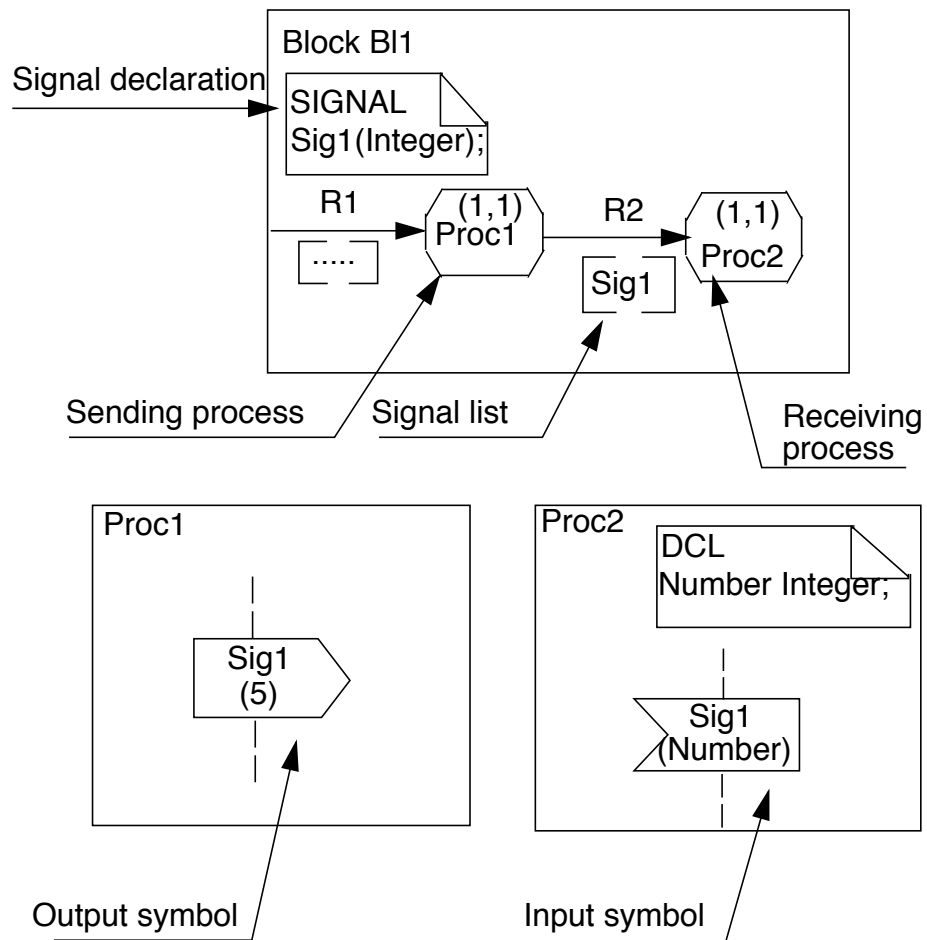 Block Bl1
Signal declaration
SIGNAL
Sig1(Integer);
R1
(1,1)
Proc1
R2
(1,1)
Proc2
.....
Sig1
Sending process
Signal list
Receiving
process
Proc1
Sig1
(5)
Proc2
DCL
Number Integer;
Sig1
(Number)
Output symbol
Input symbol